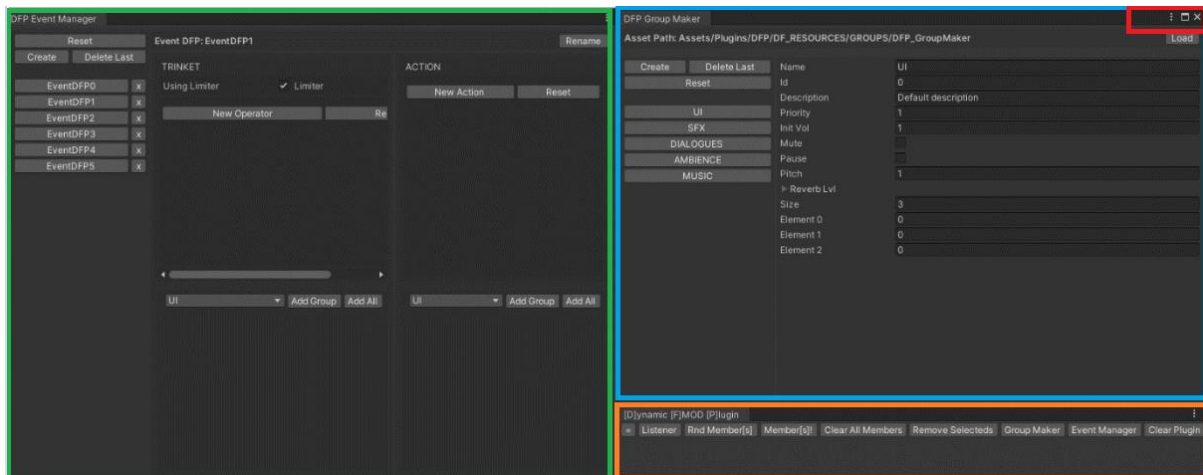 DFP Event Manager
Reset
Create Delete Last
EventDFP0 x
EventDFP1 x
EventDFP2 x
EventDFP3 x
EventDFP4 x
EventDFP5 x
Event DFP: EventDFP1 Rename
TRINKET
Using Limiter Limiter
New Operator Re
UI Add Group Add All
ACTION
New Action Reset
UI Add Group Add All
DFP Group Maker
Asset Path: Assets/Plugins/DFP/DF_RESOURCES/GROUPS/DFP_GroupMaker Load
Create Delete Last
Reset
UI
SFX
DIALOGUES
AMBIENCE
MUSIC
Name UI
Id 0
Description Default description
Priority 1
Init Vol 1
Mute
Pause
Pitch 1
Reverb Lvl
Size 3
Element 0 0
Element 1 0
Element 2 0
[D]ynamic [F]MOD [P]lugin
Listener Rnd Member[s] Member[s]! Clear All Members Remove Selecteds Group Maker Event Manager Clear Plugin